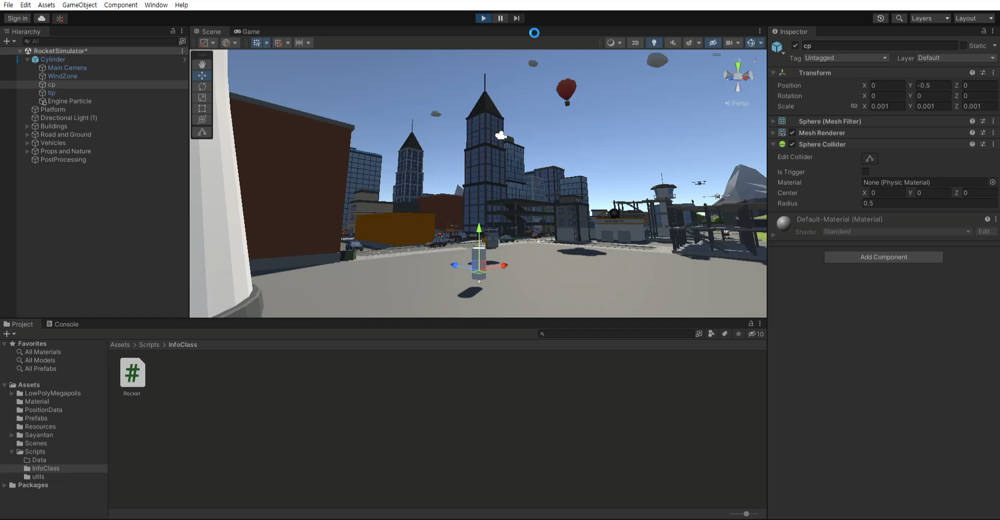 File Edit Assets GameObject Component Window Help
Sign in Layers Layout
Hierarchy Scene Game Inspector
All 2D
RocketSimulator* cp Static
Cylinder Tag Untagged Layer Default
Main Camera
WindZone Transform
cp Position X 0 Y -0.5 Z 0
tip Rotation X 0 Y 0 Z 0
Engine Particle Persp Scale X 0.001 Y 0.001 Z 0.001
Platform
Directional Light (1) Sphere (Mesh Filter)
Buildings Mesh Renderer
Road and Ground Sphere Collider
Vehicles Edit Collider
Props and Nature Is Trigger
PostProcessing Material None (Physic Material)
Center X 0 Y 0 Z 0
Radius 0.5
Default-Material (Material)
AUTO SERVICE
Shader Standard Edit...
Add Component
Project Console
10
Favorites Assets > Scripts > InfoClass
All Materials
All Models
All Prefabs
#
Assets
LowPolyMegapolis Rocket
Material
PositionData
Prefabs
Resources
Sayantan
Scenes
Scripts
Data
InfoClass
utils
Packages